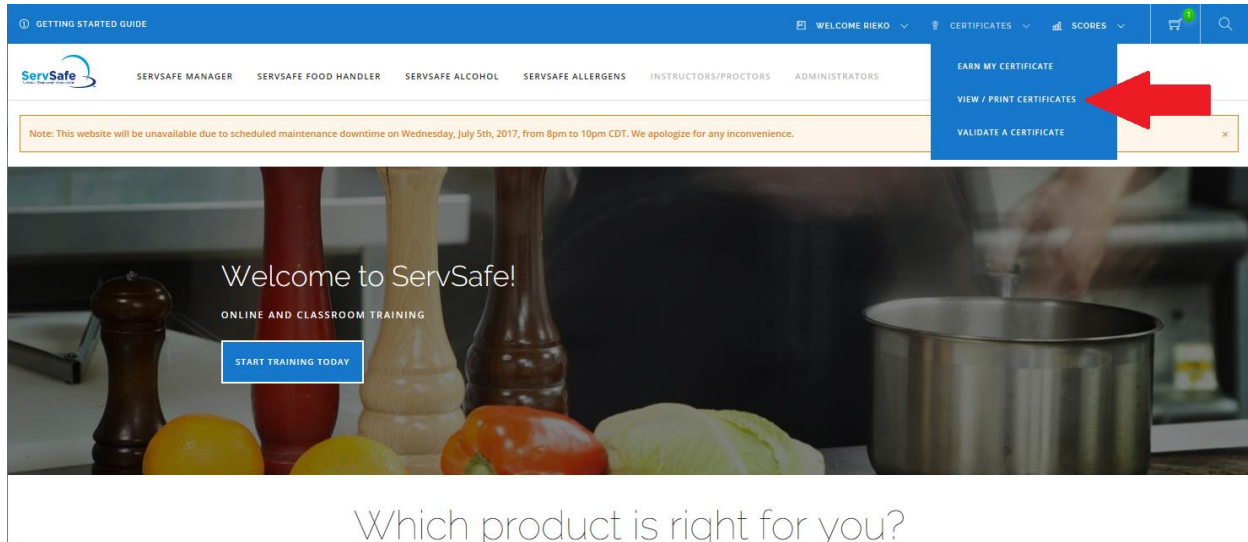 GETTING STARTED GUIDE
WELCOME RIEKO
CERTIFICATES
SCORES
1
ServSafe
SERVSAFE MANAGER
SERVSAFE FOOD HANDLER
SERVSAFE ALCOHOL
SERVSAFE ALLERGENS
INSTRUCTORS/PROCTORS
ADMINISTRATORS
EARN MY CERTIFICATE
VIEW / PRINT CERTIFICATES
VALIDATE A CERTIFICATE
Note: This website will be unavailable due to scheduled maintenance downtime on Wednesday, July 5th, 2017, from 8pm to 10pm CDT. We apologize for any inconvenience.
×
Welcome to ServSafe!
ONLINE AND CLASSROOM TRAINING
START TRAINING TODAY
Which product is right for you?